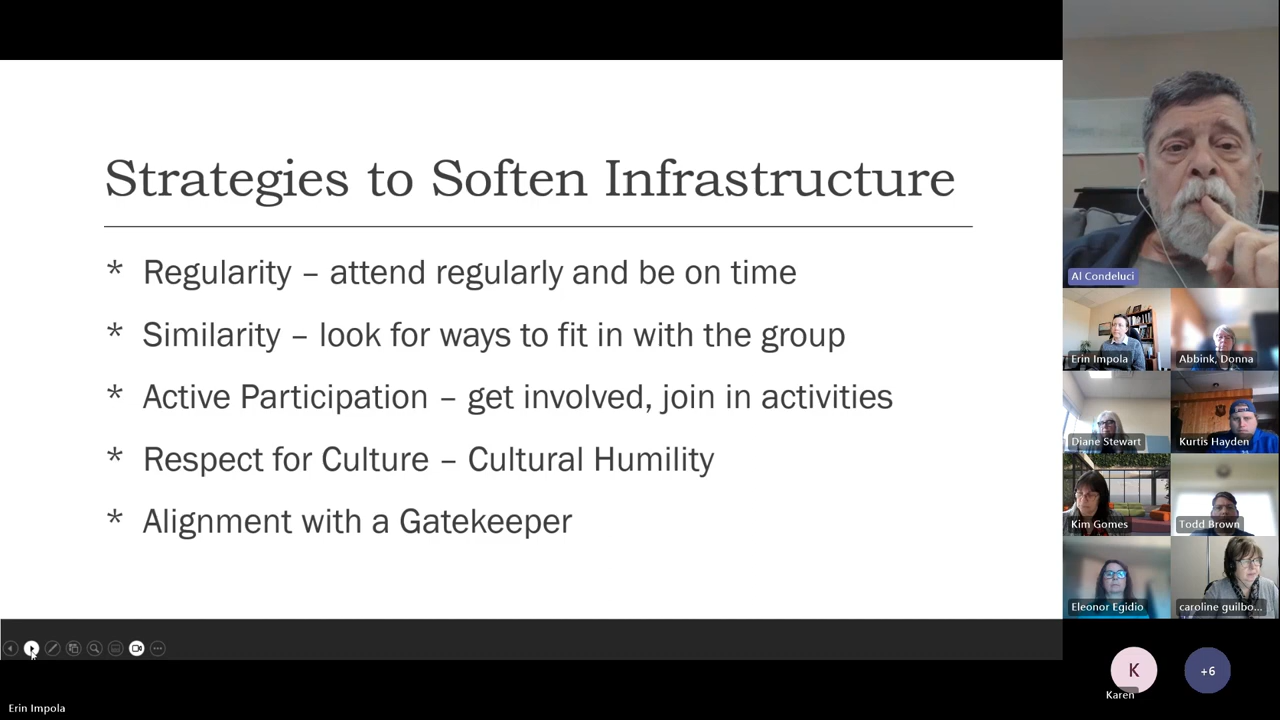 Strategies to Soften Infrastructure
* Regularity – attend regularly and be on time
* Similarity – look for ways to fit in with the group
* Active Participation – get involved, join in activities
* Respect for Culture – Cultural Humility
* Alignment with a Gatekeeper
Al Condeluci
Erin Impola
Abbink, Donna
Diane Stewart
Kurtis Hayden
Kim Gomes
Todd Brown
Eleonor Egidio
caroline guilbo...
K
Karen
+6
Erin Impola